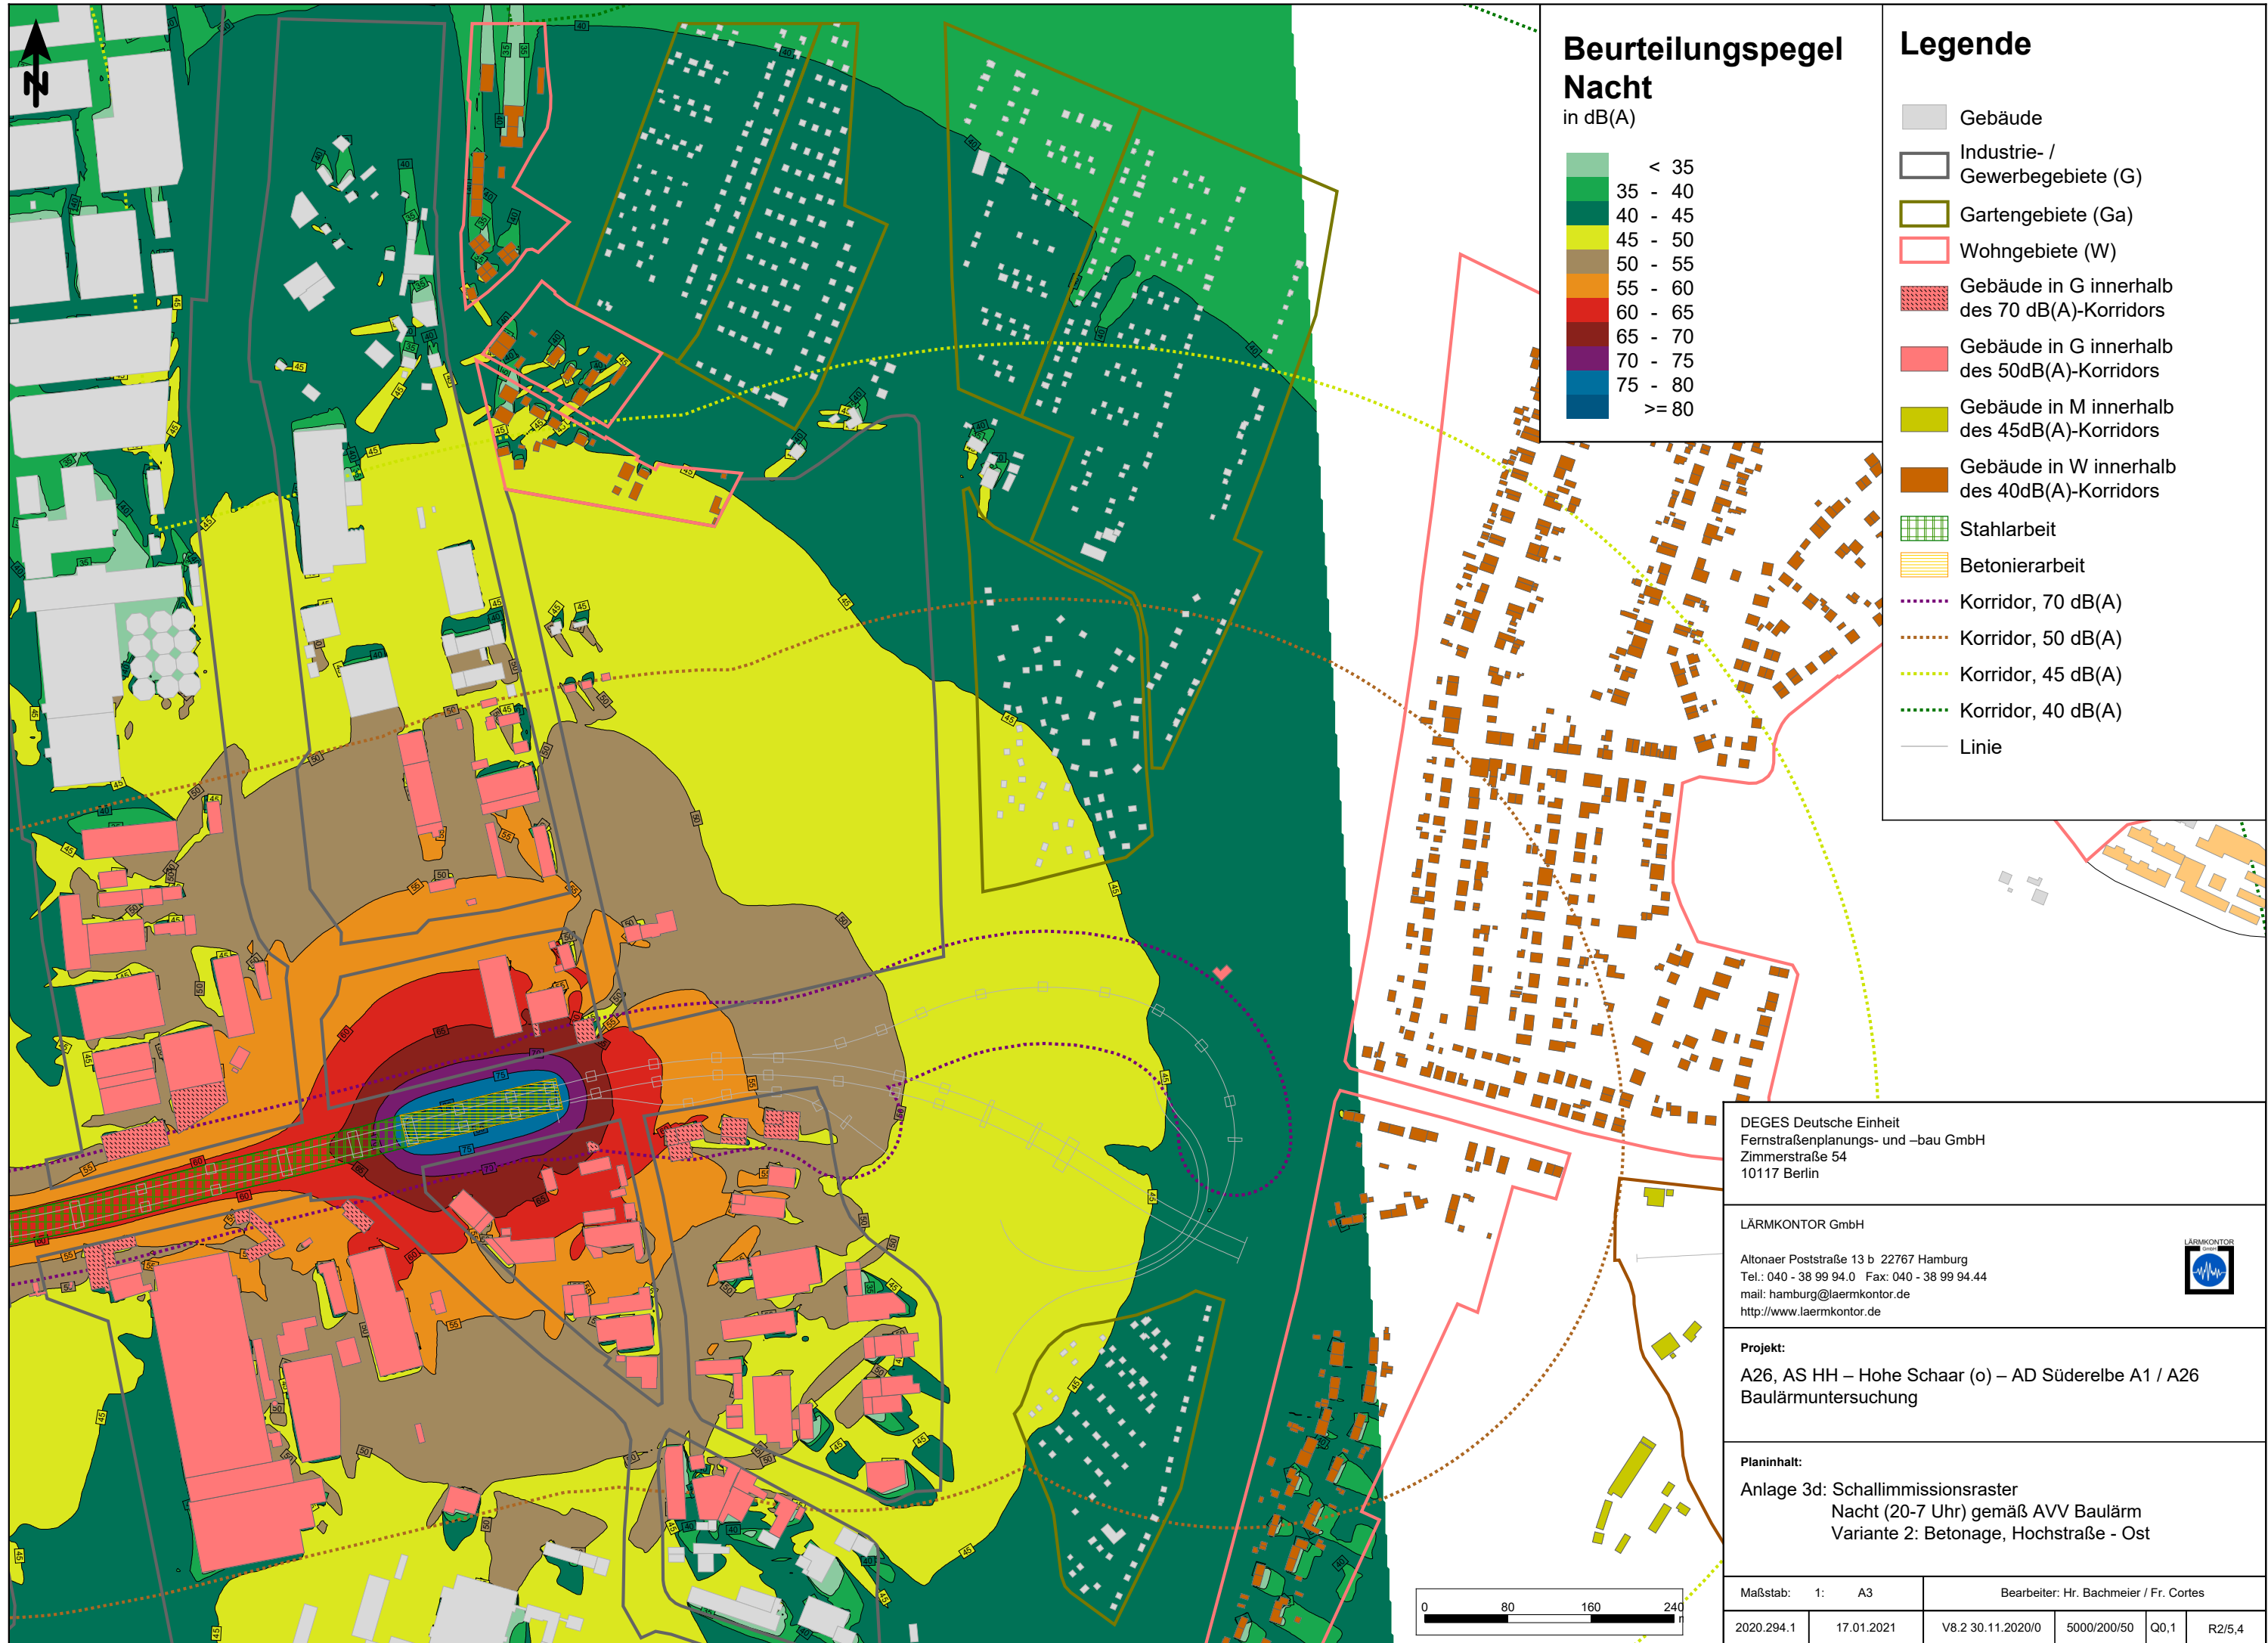 N
Beurteilungspegel
Nacht
in dB(A)
< 35
35 - 40
40 - 45
45 - 50
50 - 55
55 - 60
60 - 65
65 - 70
70 - 75
75 - 80
>= 80
Legende
Gebäude
Industrie- /
Gewerbegebiete (G)
Gartengebiete (Ga)
Wohngebiete (W)
Gebäude in G innerhalb
des 70 dB(A)-Korridors
Gebäude in G innerhalb
des 50dB(A)-Korridors
Gebäude in M innerhalb
des 45dB(A)-Korridors
Gebäude in W innerhalb
des 40dB(A)-Korridors
Stahlarbeit
Betonierarbeit
Korridor, 70 dB(A)
Korridor, 50 dB(A)
Korridor, 45 dB(A)
Korridor, 40 dB(A)
Linie
DEGES Deutsche Einheit
Fernstraßenplanungs- und –bau GmbH
Zimmerstraße 54
10117 Berlin
LÄRMKONTOR GmbH
Altonaer Poststraße 13 b 22767 Hamburg
Tel.: 040 - 38 99 94.0 Fax: 040 - 38 99 94.44
mail: hamburg@laermkontor.de
http://www.laermkontor.de
LÄRMKONTOR
GmbH
Projekt:
A26, AS HH – Hohe Schaar (o) – AD Süderelbe A1 / A26
Baulärmuntersuchung
Planinhalt:
Anlage 3d: Schallimmissionsraster
Nacht (20-7 Uhr) gemäß AVV Baulärm
Variante 2: Betonage, Hochstraße - Ost
0 80 160 240
Maßstab: 1: A3
Bearbeiter: Hr. Bachmeier / Fr. Cortes
2020.294.1 17.01.2021 V8.2 30.11.2020/0 5000/200/50 Q0,1 R2/5,4